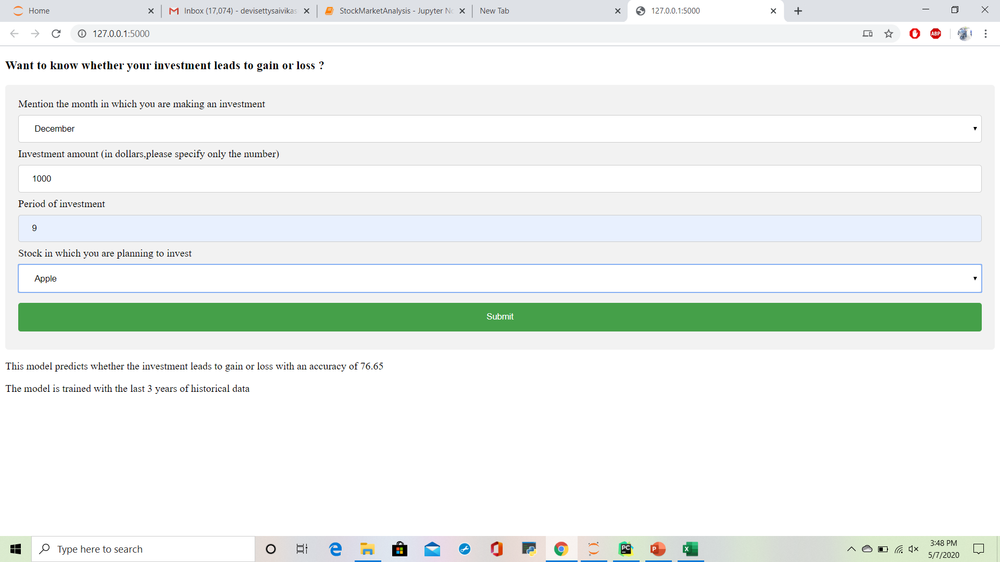 Home
Inbox (17,074) - devisettysaivikas
StockMarketAnalysis - Jupyter No
New Tab
127.0.0.1:5000
127.0.0.1:5000
ABP
Want to know whether your investment leads to gain or loss ?
Mention the month in which you are making an investment
December
Investment amount (in dollars,please specify only the number)
1000
Period of investment
9
Stock in which you are planning to invest
Apple
Submit
This model predicts whether the investment leads to gain or loss with an accuracy of 76.65
The model is trained with the last 3 years of historical data
Type here to search
PC
P
X
3:48 PM
5/7/2020